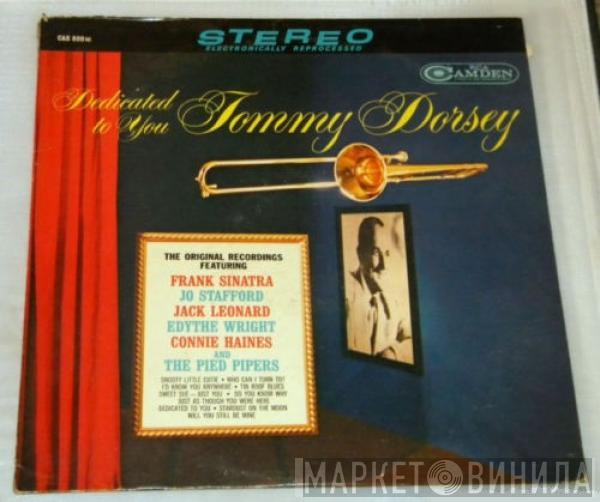 CAS 800(e)
STEREO
ELECTRONICALLY REPROCESSED
RCA
CAMDEN
Dedicated
to You
Tommy Dorsey
THE ORIGINAL RECORDINGS
FEATURING
FRANK SINATRA
JO STAFFORD
JACK LEONARD
EDYTHE WRIGHT
CONNIE HAINES
AND
THE PIED PIPERS
SNOOTY LITTLE CUTIE • WHO CAN I TURN TO?
I'D KNOW YOU ANYWHERE • TIN ROOF BLUES
SWEET SUE—JUST YOU • DO YOU KNOW WHY
JUST AS THOUGH YOU WERE HERE
DEDICATED TO YOU • STARDUST ON THE MOON
WILL YOU STILL BE MINE
МАРКЕТ ВИНИЛА